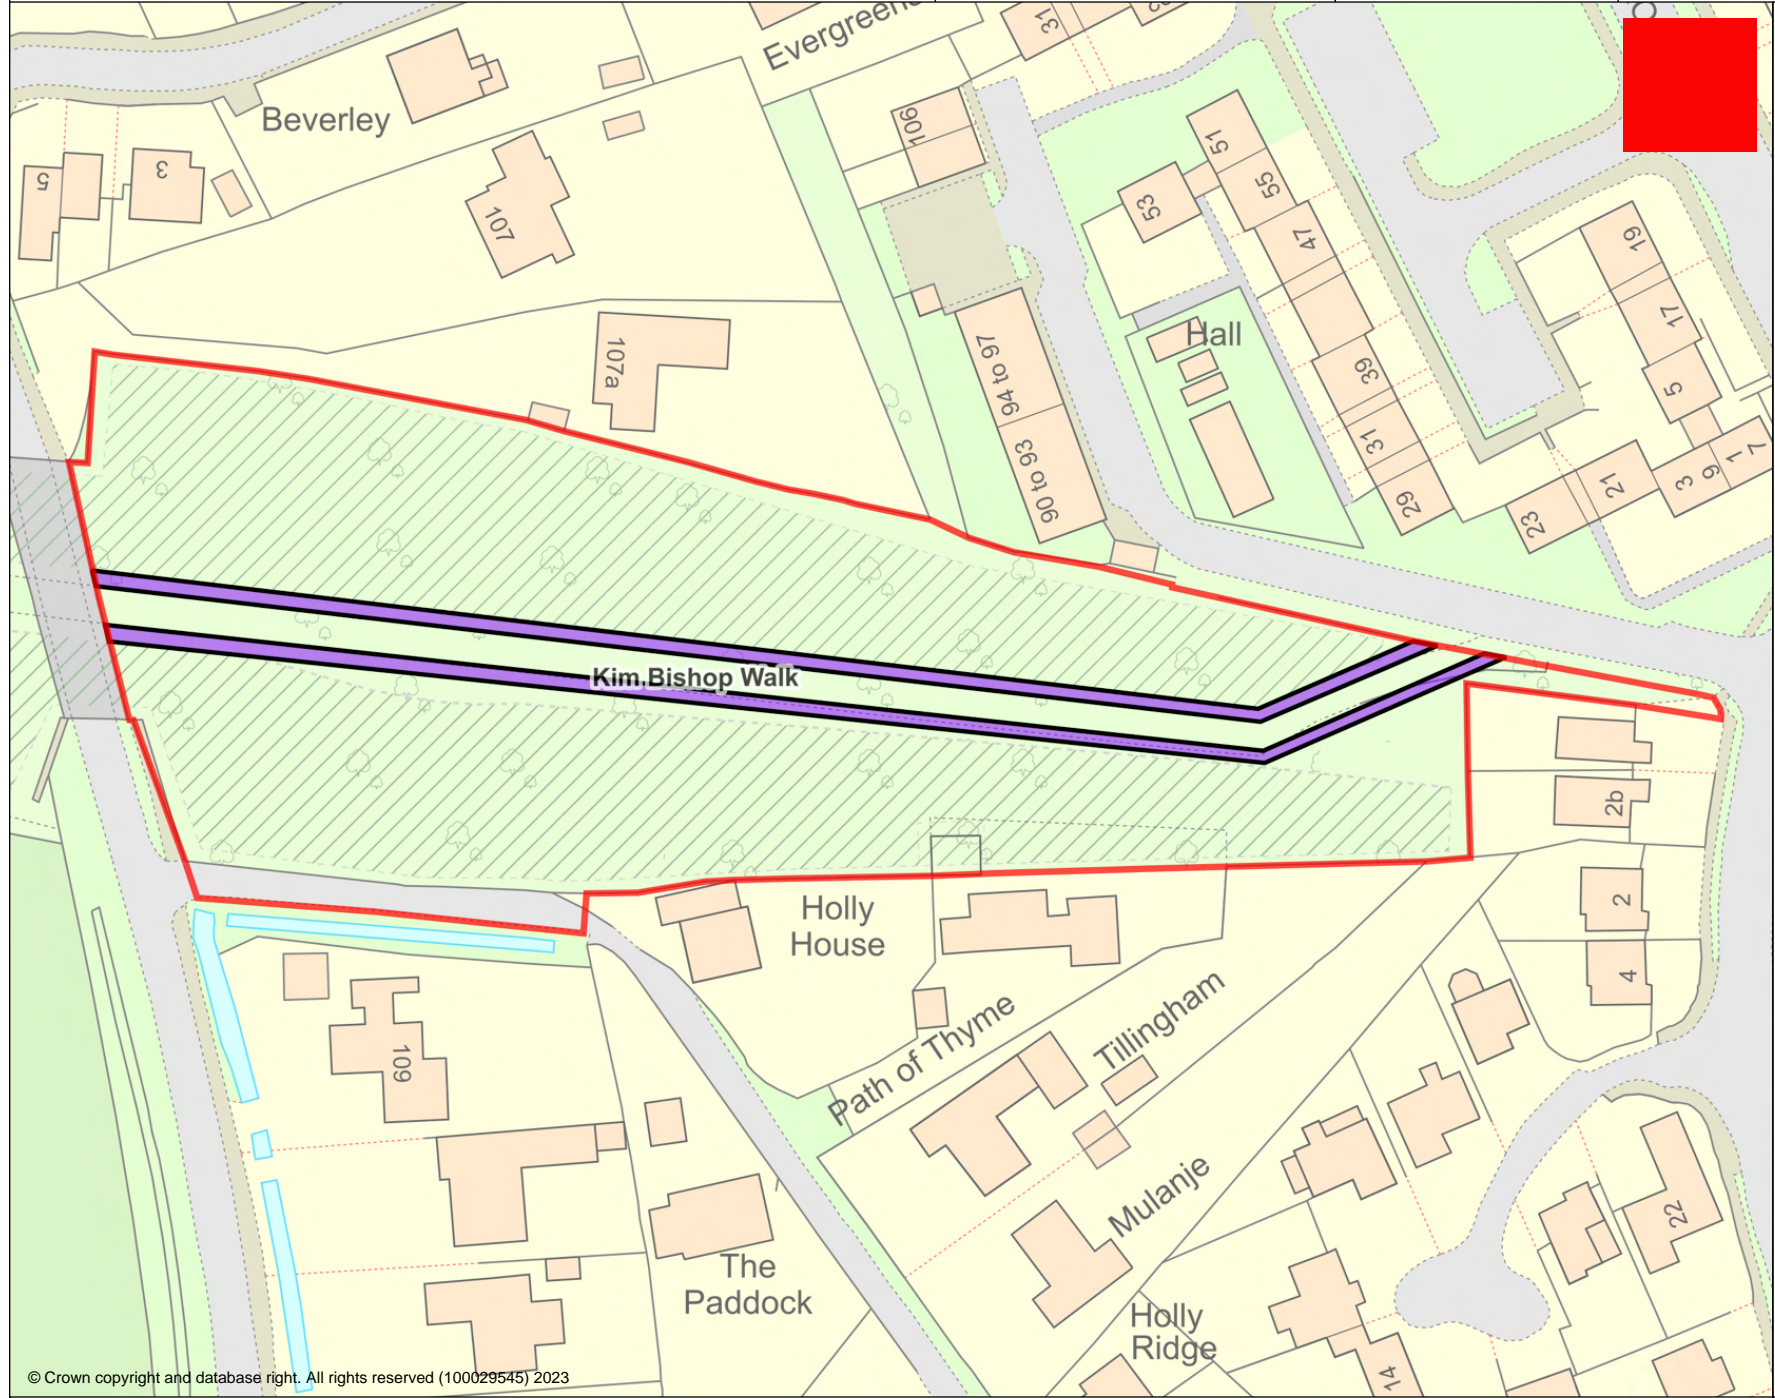 Evergreens
31
Beverley
106
51
53
55
3
5
107
47
19
17
Hall
107a
94 to 97
39
5
90 to 93
31
29
21
23
3
9
1
7
Kim Bishop Walk
2b
2
4
Holly
House
109
Path of Thyme
Tillingham
Mulanje
22
The
Paddock
Holly
Ridge
14
© Crown copyright and database right. All rights reserved (100029545) 2023